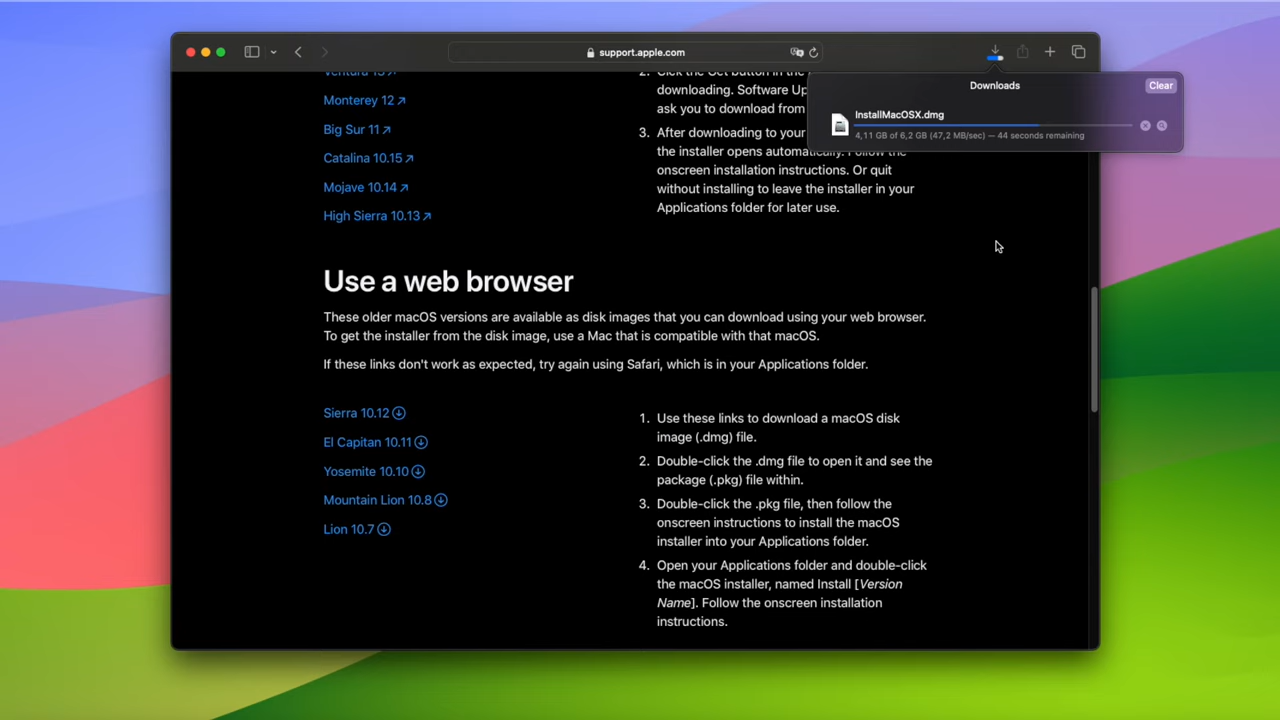 support.apple.com
Downloads
Clear
InstallMacOSX.dmg
4,11 GB of 6,2 GB (47,2 MB/sec) — 44 seconds remaining
Ventura 13↗
Monterey 12↗
Big Sur 11↗
Catalina 10.15↗
Mojave 10.14↗
High Sierra 10.13↗
2. Click the Get button in the
downloading. Software Up
ask you to download from
3. After downloading to your
the installer opens automatically. Follow the
onscreen installation instructions. Or quit
without installing to leave the installer in your
Applications folder for later use.
Use a web browser
These older macOS versions are available as disk images that you can download using your web browser.
To get the installer from the disk image, use a Mac that is compatible with that macOS.
If these links don't work as expected, try again using Safari, which is in your Applications folder.
Sierra 10.12
El Capitan 10.11
Yosemite 10.10
Mountain Lion 10.8
Lion 10.7
1. Use these links to download a macOS disk
image (.dmg) file.
2. Double-click the .dmg file to open it and see the
package (.pkg) file within.
3. Double-click the .pkg file, then follow the
onscreen instructions to install the macOS
installer into your Applications folder.
4. Open your Applications folder and double-click
the macOS installer, named Install [Version
Name]. Follow the onscreen installation
instructions.